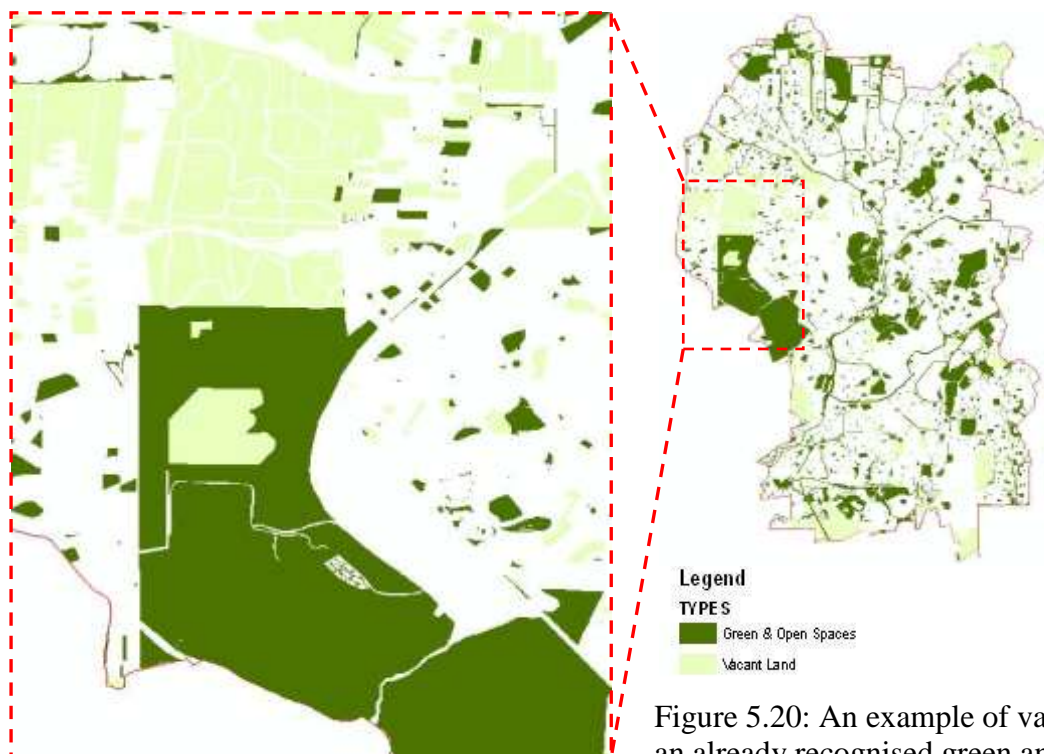 Legend
TYPES
Green & Open Spaces
Vacant Land
Figure 5.20: An example of va
an already recognised green an